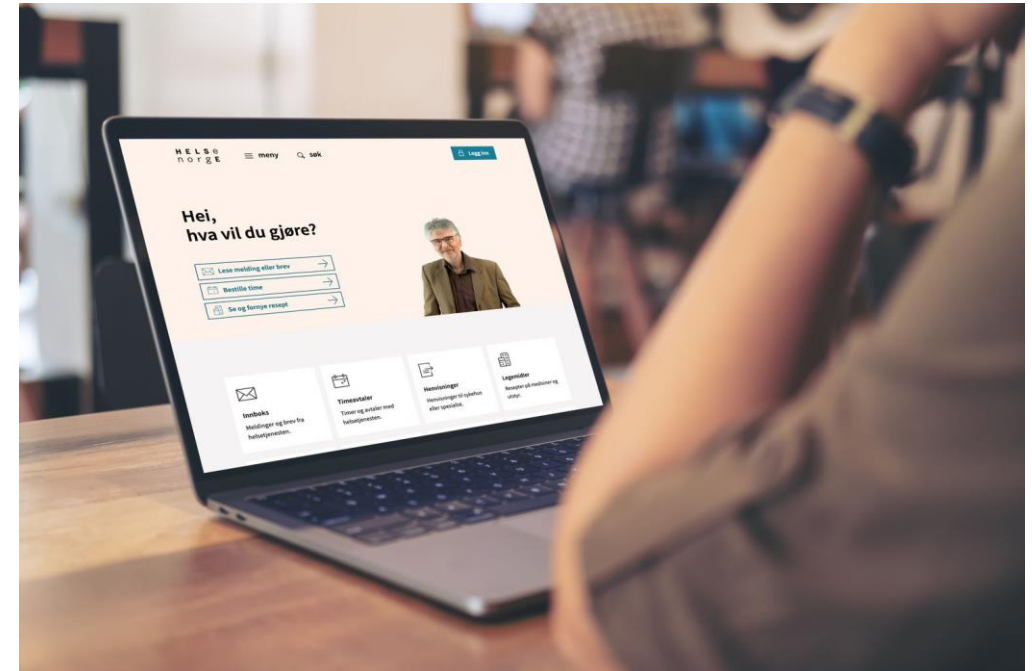 HELSe
norgE
meny
søk
Logg inn
Hei,
hva vil du gjøre?
Lese melding eller brev
Bestille time
Se og fornye resept
Innboks
Meldinger og brev fra
helsetjenesten.
Timeavtaler
Timer og avtaler med
helsetjenesten.
Henvisninger
Henvisninger til sykehus
eller spesialist.
Legemidler
Resepter på medisiner og
utstyr.